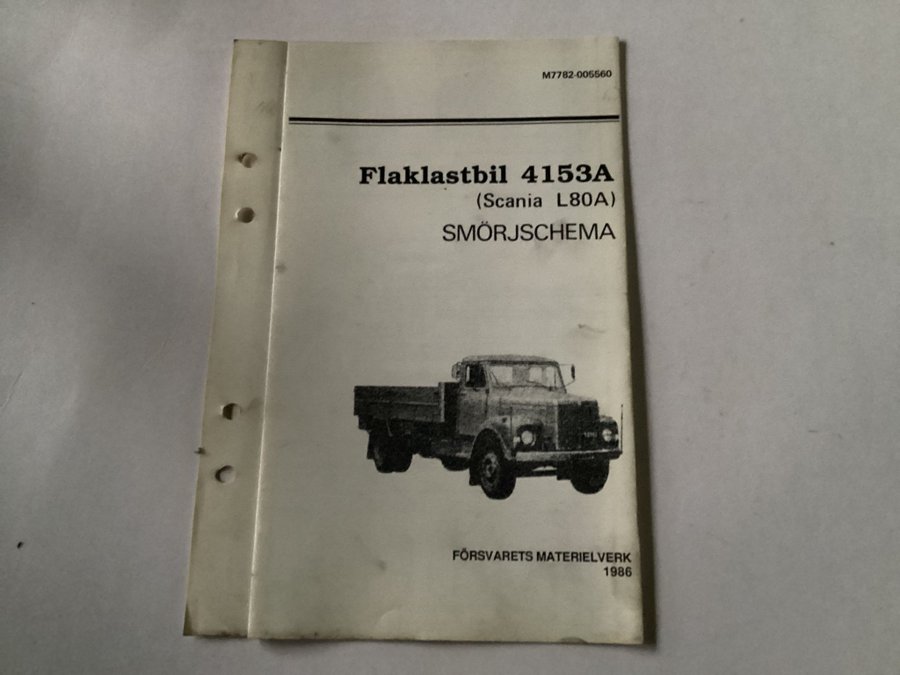 M7782-005560
Flaklastbil 4153A
(Scania L80A)
SMÖRJSCHEMA
FÖRSVARETS MATERIELVERK
1986